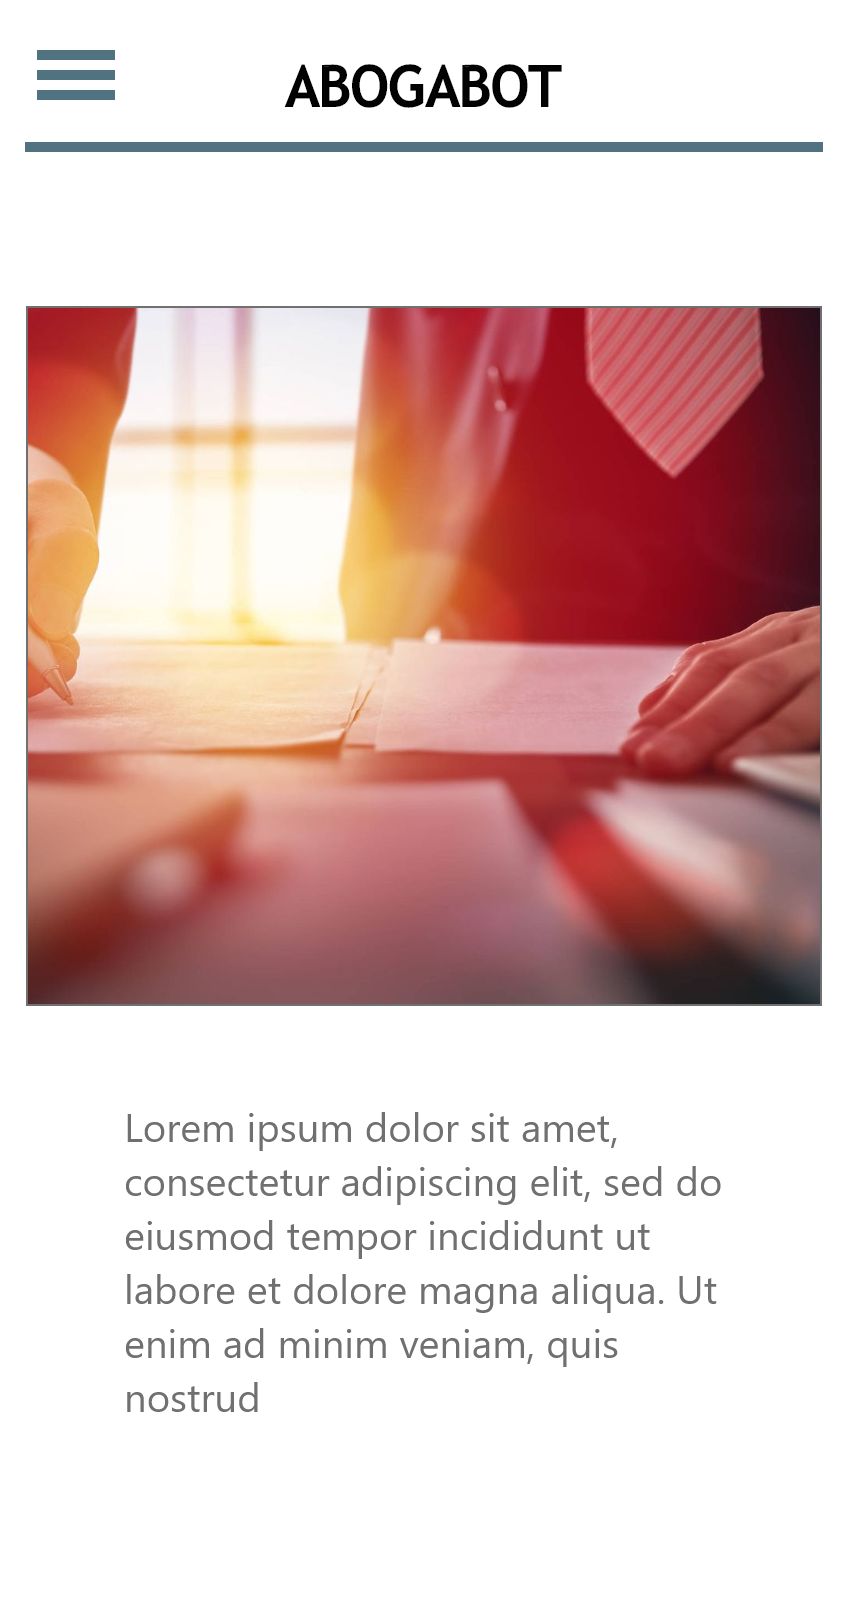 ABOGABOT
Lorem ipsum dolor sit amet,
consectetur adipiscing elit, sed do
eiusmod tempor incididunt ut
labore et dolore magna aliqua. Ut
enim ad minim veniam, quis
nostrud